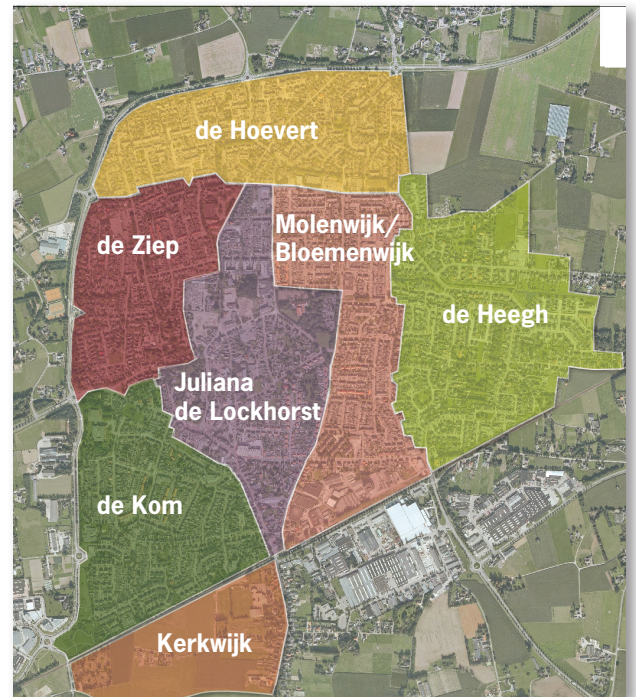 de Hoevert
de Ziep
Molenwijk/
Bloemenwijk
de Heegh
Juliana
de Lockhorst
de Kom
Kerkwijk